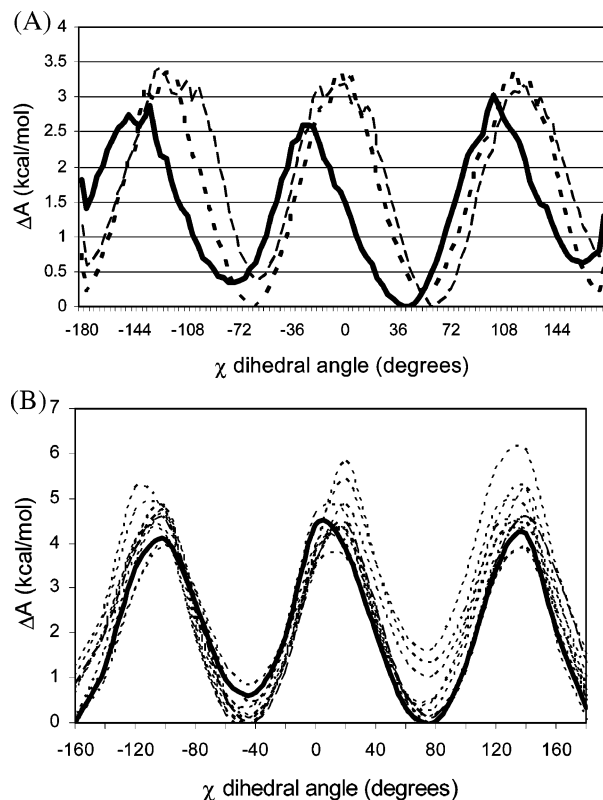 (A)
4
3.5
3
2.5
2
1.5
1
0.5
0
ΔA (kcal/mol)
-180 -144 -108 -72 -36 0 36 72 108 144
χ dihedral angle (degrees)
(B)
7
6
5
4
3
2
1
0
ΔA (kcal/mol)
-160 -120 -80 -40 0 40 80 120 160
χ dihedral angle (degrees)